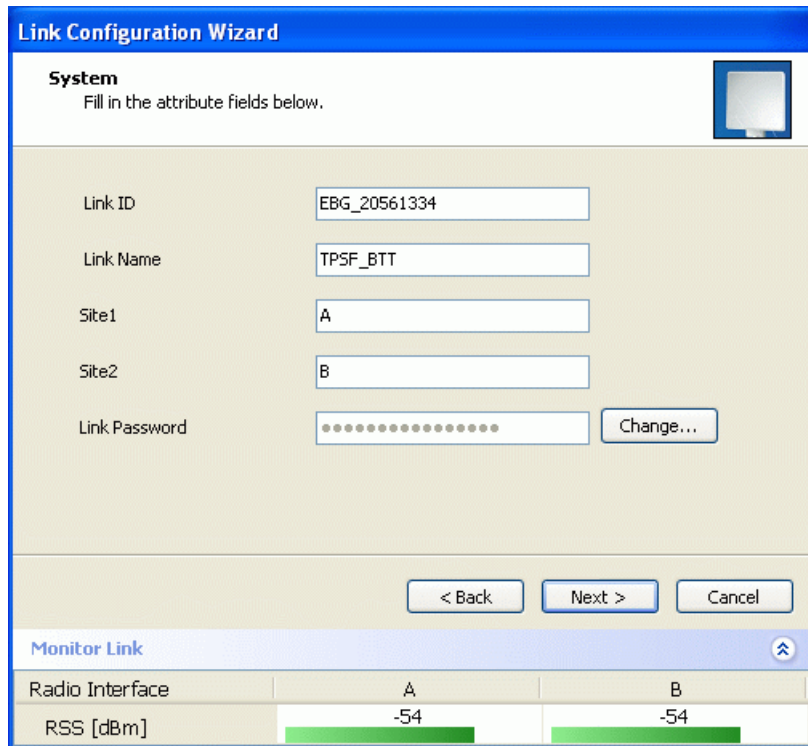 Link Configuration Wizard
System
Fill in the attribute fields below.
Link ID EBG_20561334
Link Name TPSF_BTT
Site1 A
Site2 B
Link Password ●●●●●●●●●●●●●●●● Change...
< Back Next > Cancel
Monitor Link
Radio Interface A B
RSS [dBm] -54 -54